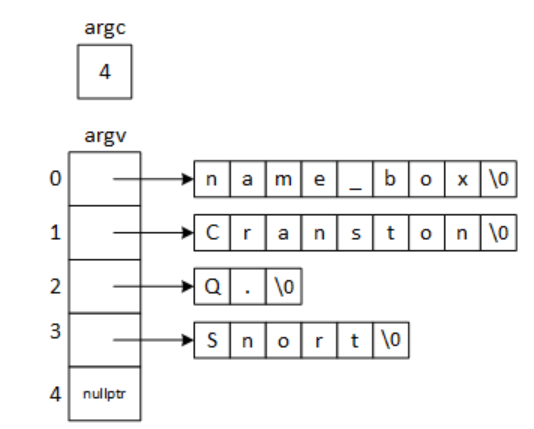 argc
4
argv
0 n a m e _ b o x \0
1 C r a n s t o n \0
2 Q . \0
3 S n o r t \0
4 nullptr